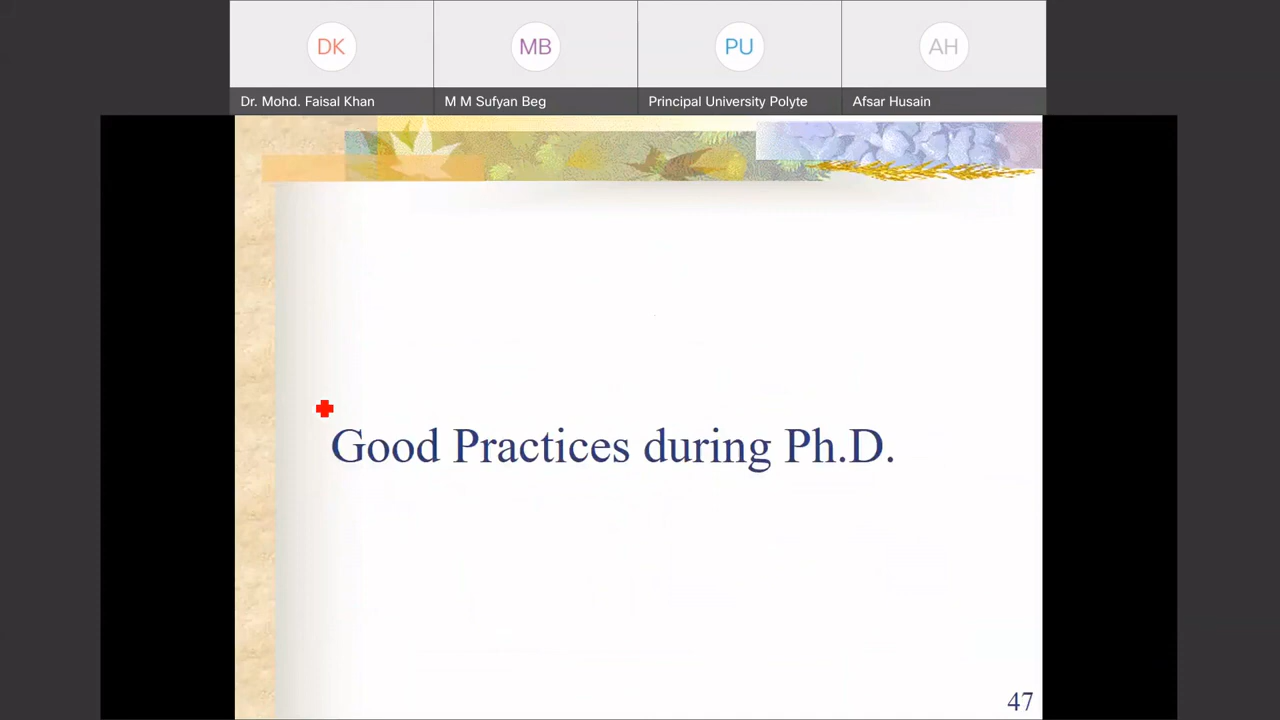 DK
MB
PU
AH
Dr. Mohd. Faisal Khan
M M Sufyan Beg
Principal University Polyte
Afsar Husain
Good Practices during Ph.D.
47